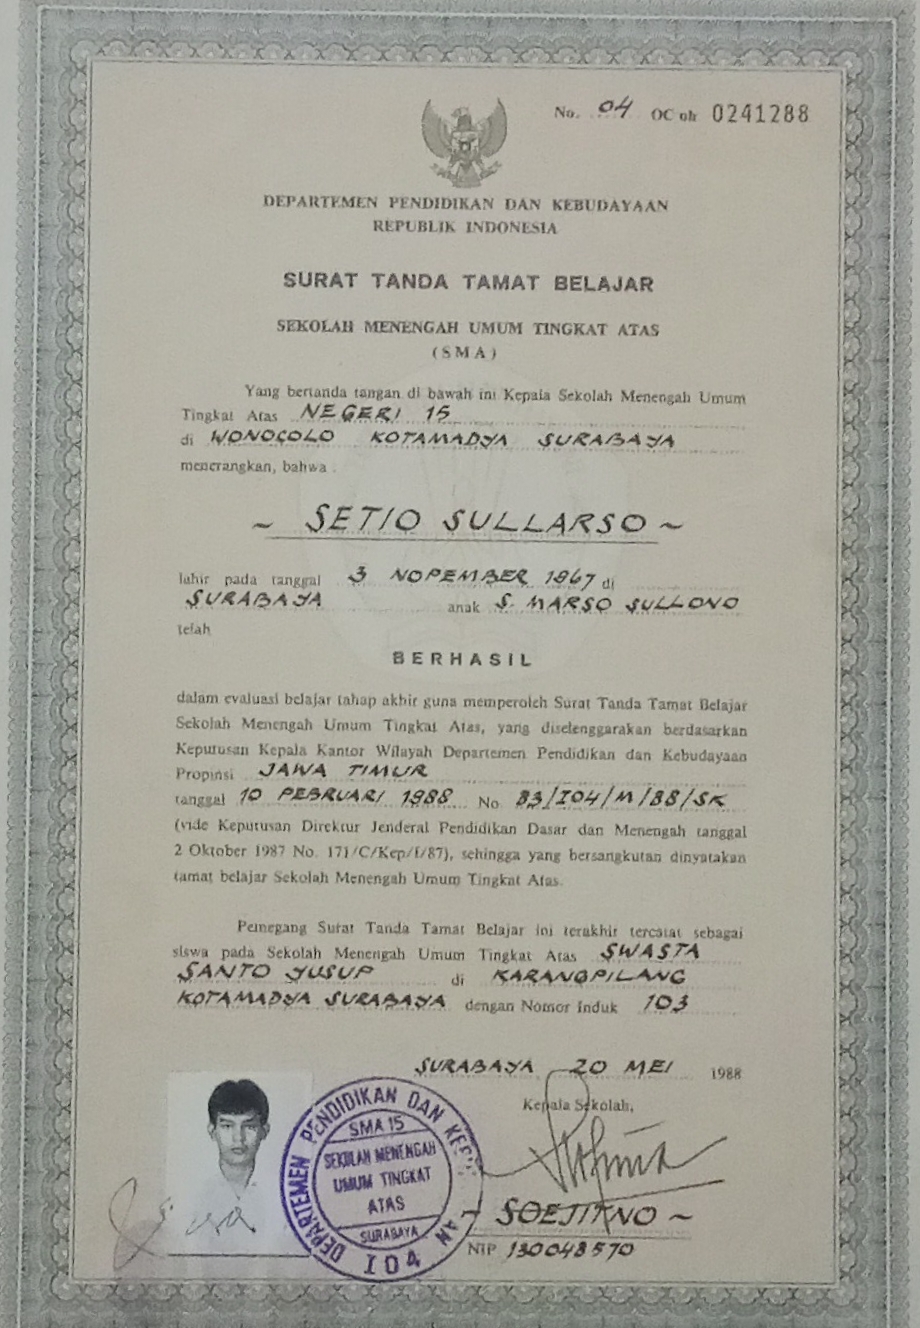 No. 04 OC oh 0241288
DEPARTEMEN PENDIDIKAN DAN KEBUDAYAAN
REPUBLIK INDONESIA
SURAT TANDA TAMAT BELAJAR
SEKOLAH MENENGAH UMUM TINGKAT ATAS
(SMA)
Yang bertanda tangan di bawah ini Kepala Sekolah Menengah Umum
Tingkat Atas NEGERI 15
di WONOCOLO KOTAMADYA SURABAYA
menerangkan, bahwa
~ SETIO SULLARSO ~
lahir pada tanggal 3 NOPEMBER 1967 di
SURABAYA anak S. MARSO SULLONO
telah
BERHASIL
dalam evaluasi belajar tahap akhir guna memperoleh Surat Tanda Tamat Belajar
Sekolah Menengah Umum Tingkat Atas, yang diselenggarakan berdasarkan
Keputusan Kepala Kantor Wilayah Departemen Pendidikan dan Kebudayaan
Propinsi JAWA TIMUR
tanggal 10 PEBRUARI 1988 No 83/I04/M/88/SK
(vide Keputusan Direktur Jenderal Pendidikan Dasar dan Menengah tanggal
2 Oktober 1987 No. 171/C/Kep/I/87), sehingga yang bersangkutan dinyatakan
tamat belajar Sekolah Menengah Umum Tingkat Atas.
Pemegang Surat Tanda Tamat Belajar ini terakhir tercatat sebagai
siswa pada Sekolah Menengah Umum Tingkat Atas SWASTA
SANTO YUSUP di KARANGPILANG
KOTAMADYA SURABAYA dengan Nomor Induk 103
SURABAYA 20 MEI 1988
Kepala Sekolah,
DEPARTEMEN PENDIDIKAN DAN
SMA 15
SEKOLAH MENENGAH
UMUM TINGKAT
ATAS
SURABAYA
I04
SOEJITNO ~
NIP 130048570